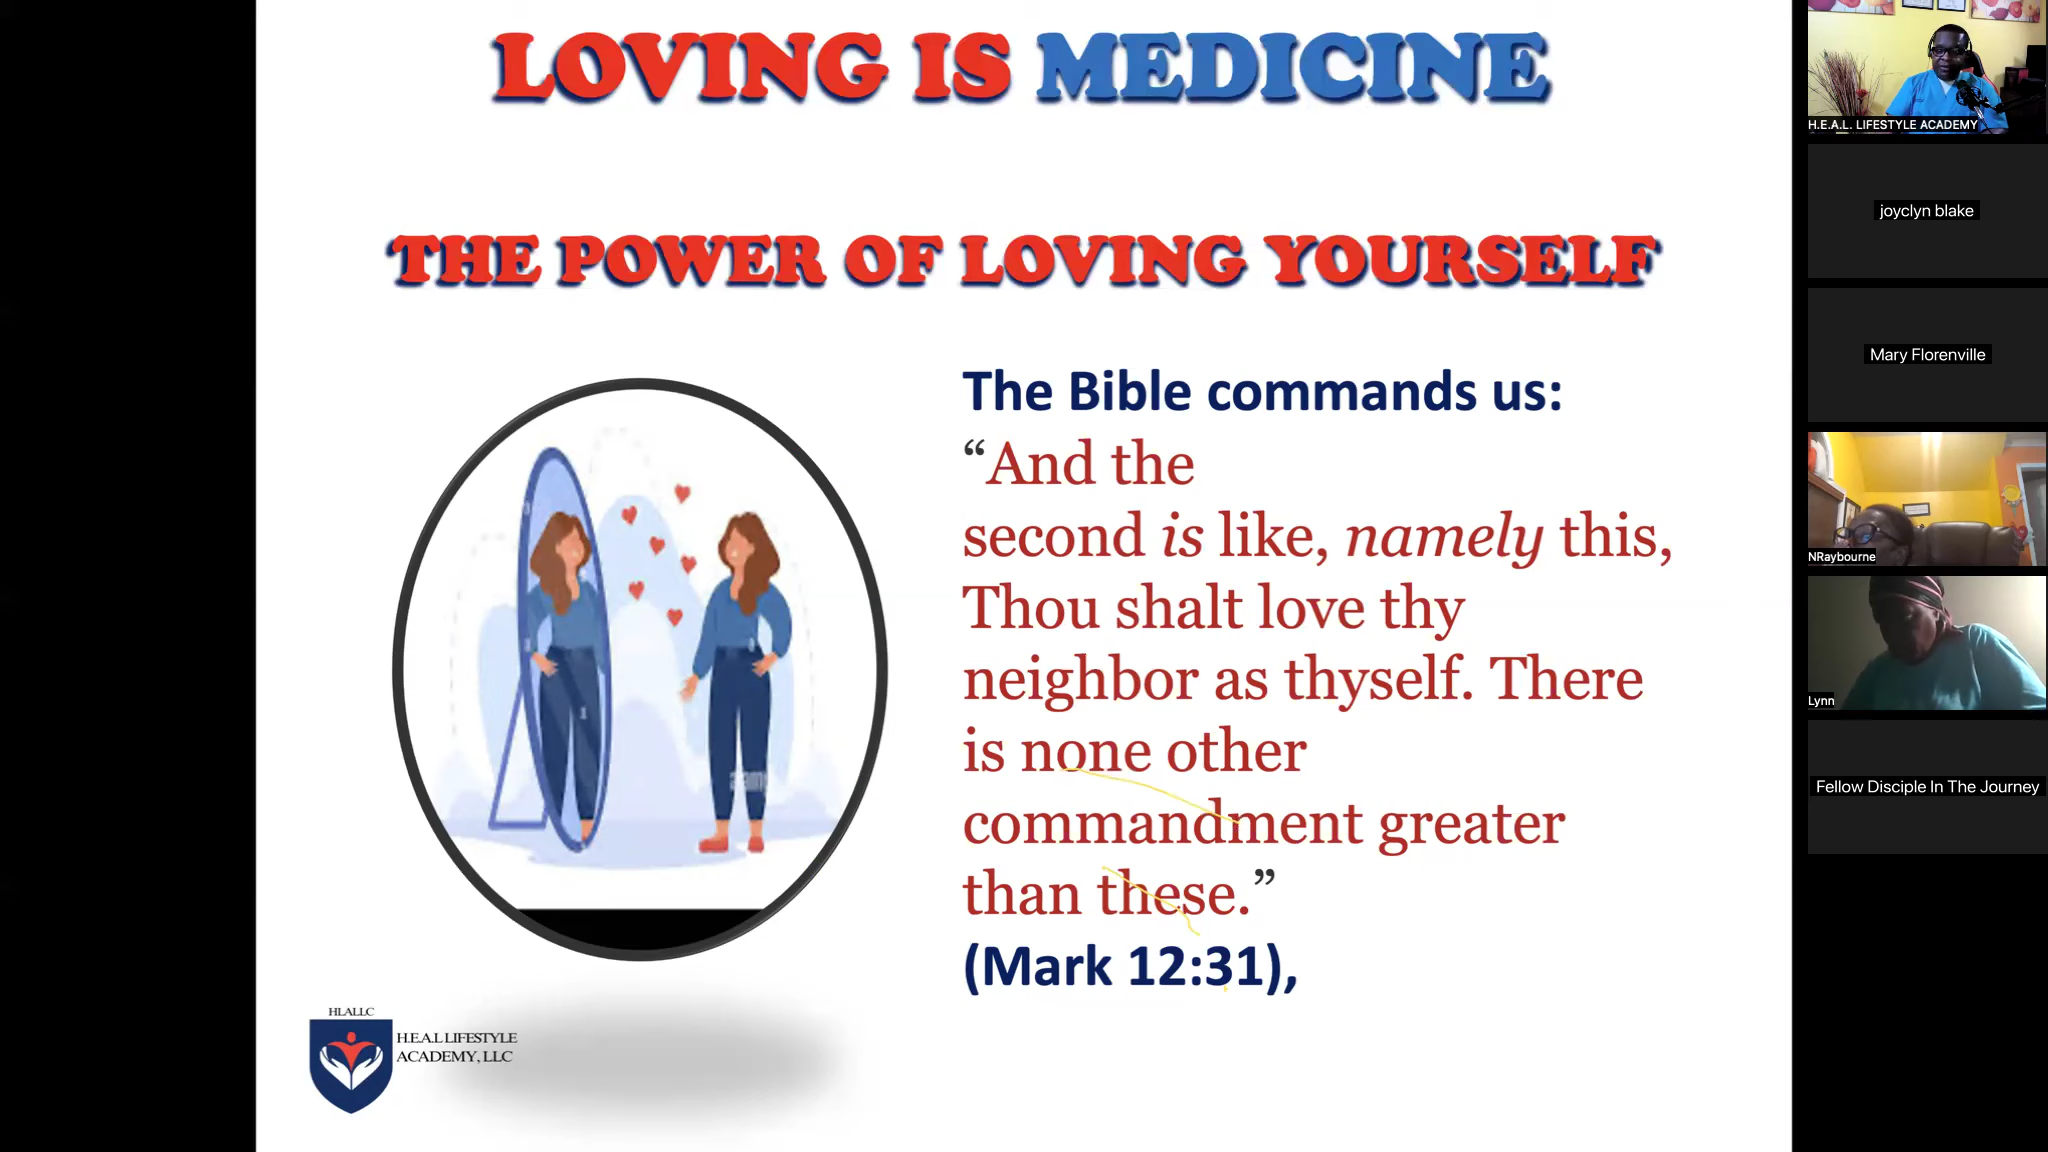 LOVING IS MEDICINE
THE POWER OF LOVING YOURSELF
The Bible commands us:
“And the
second is like, namely this,
Thou shalt love thy
neighbor as thyself. There
is none other
commandment greater
than these.”
(Mark 12:31),
HLALLC
H.E.A.L LIFESTYLE
ACADEMY, LLC
H.E.A.L. LIFESTYLE ACADEMY
joyclyn blake
Mary Florenville
NRaybourne
Lynn
Fellow Disciple In The Journey